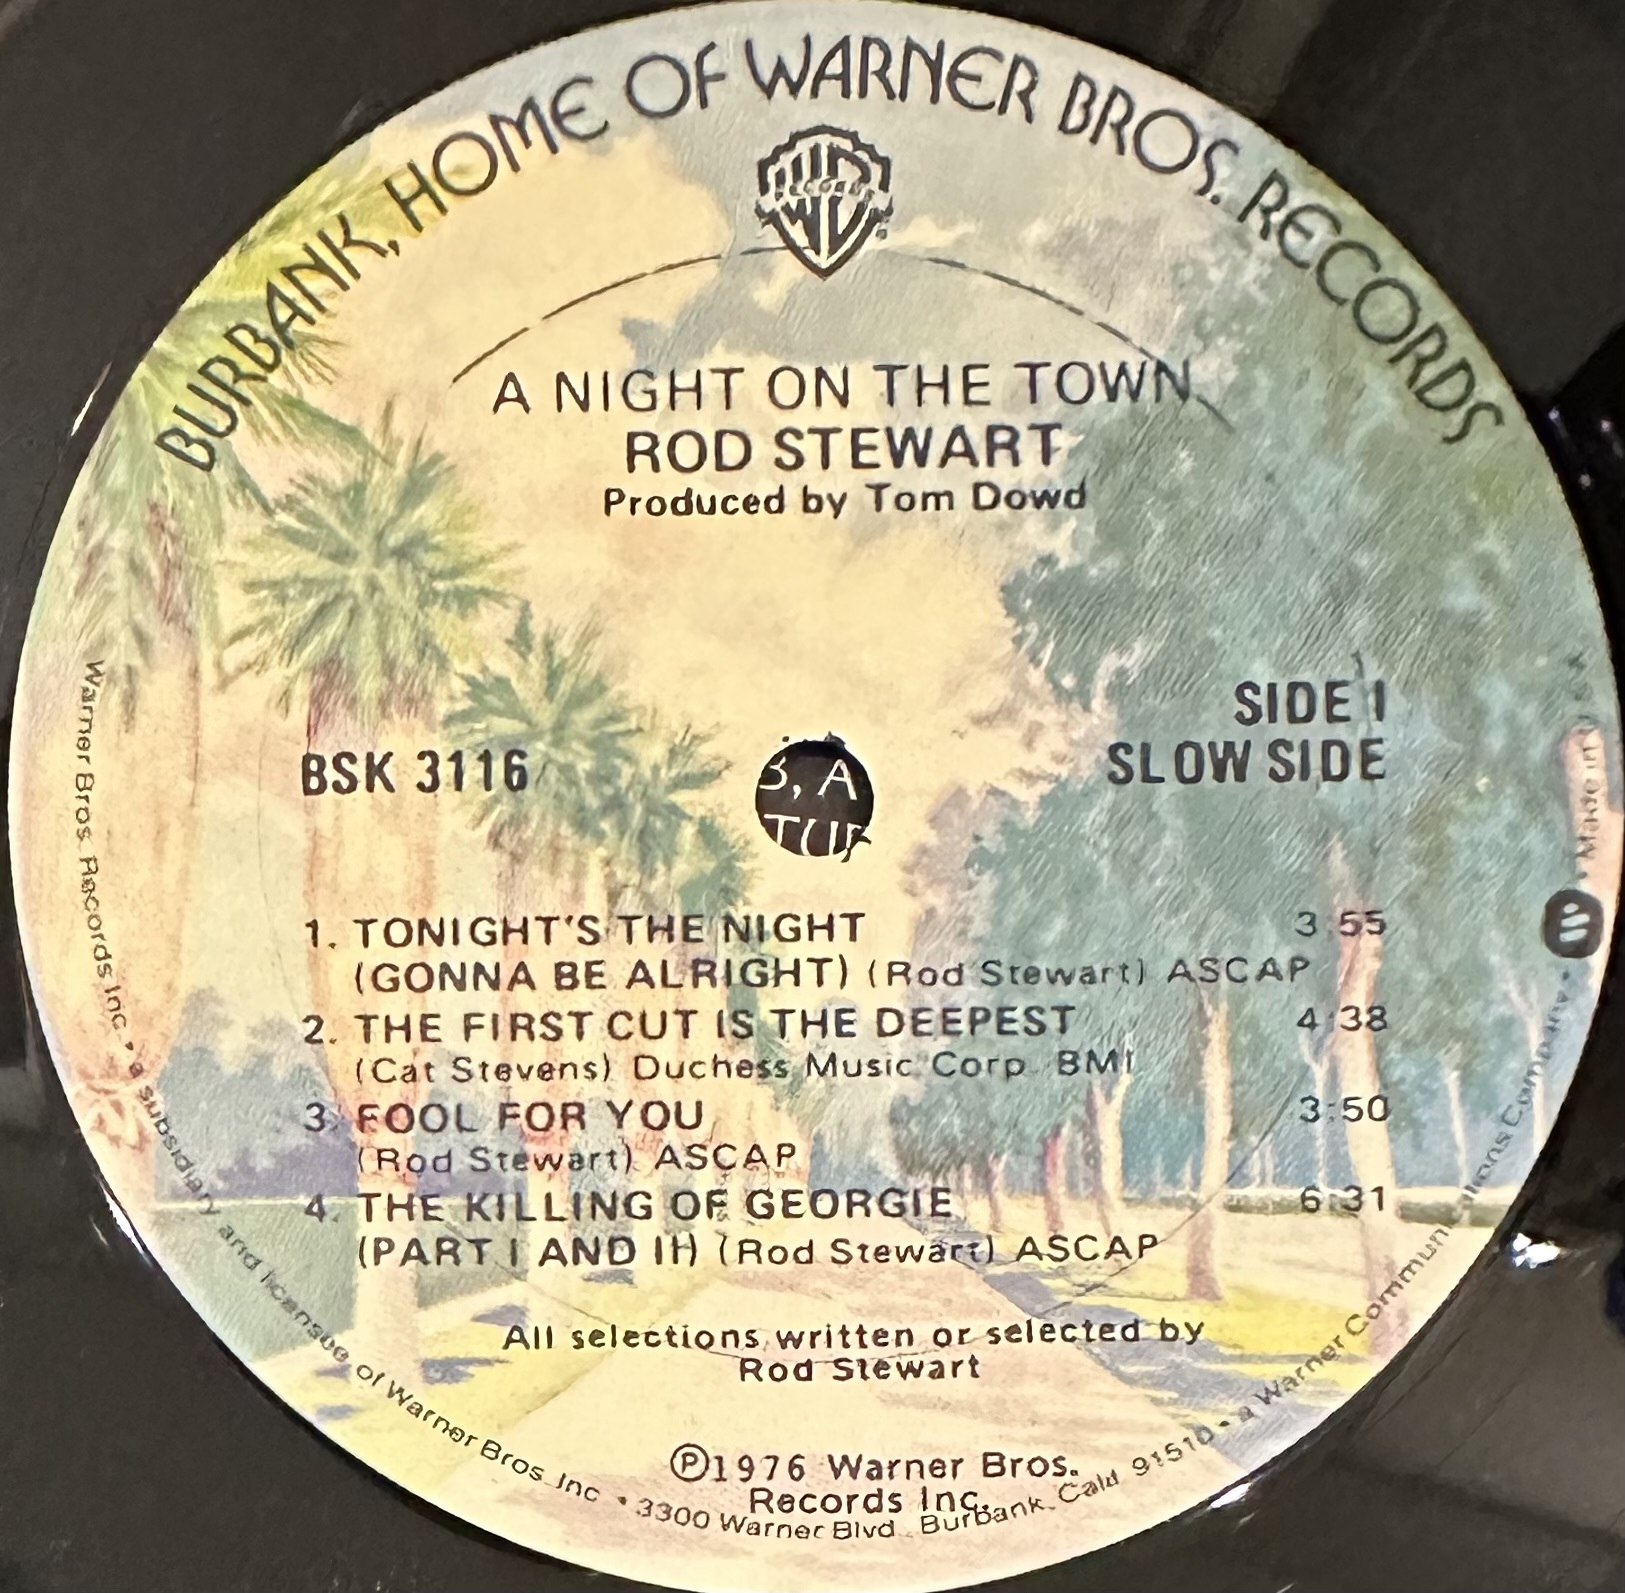 BURBANK, HOME OF WARNER BROS. RECORDS
A NIGHT ON THE TOWN
ROD STEWART
Produced by Tom Dowd
SIDE 1
SLOW SIDE
BSK 3116
1. TONIGHT'S THE NIGHT 3:55
(GONNA BE ALRIGHT) (Rod Stewart) ASCAP
2. THE FIRST CUT IS THE DEEPEST 4:38
(Cat Stevens) Duchess Music Corp. BMI
3. FOOL FOR YOU 3:50
(Rod Stewart) ASCAP
4. THE KILLING OF GEORGIE 6:31
(PART I AND II) (Rod Stewart) ASCAP
All selections written or selected by
Rod Stewart
℗1976 Warner Bros.
Records Inc.
Warner Bros. Records Inc. • a subsidiary and licensee of Warner Bros. Inc. • 3300 Warner Blvd., Burbank, Calif. 91510 • a Warner Communications Company • Made in